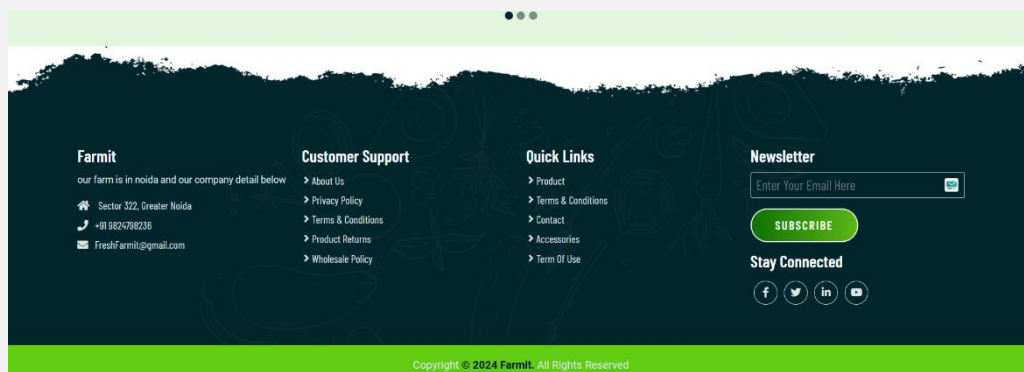 Farmit
our farm is in noida and our company detail below
Sector 322, Greater Noida
+91 9824798236
FreshFarmit@gmail.com
Customer Support
About Us
Privacy Policy
Terms & Conditions
Product Returns
Wholesale Policy
Quick Links
Product
Terms & Conditions
Contact
Accessories
Term Of Use
Newsletter
Enter Your Email Here
SUBSCRIBE
Stay Connected
Copyright © 2024 Farmit. All Rights Reserved